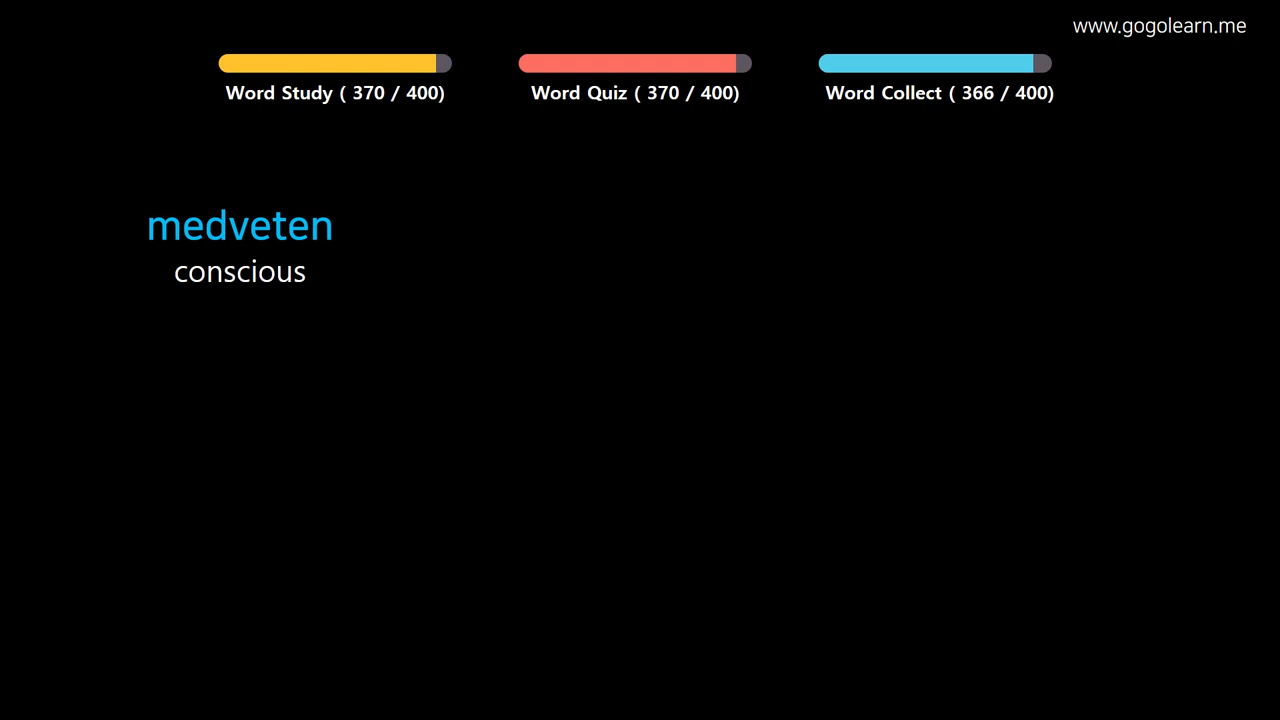 www.gogolearn.me
Word Study ( 370 / 400)
Word Quiz ( 370 / 400)
Word Collect ( 366 / 400)
medveten
conscious